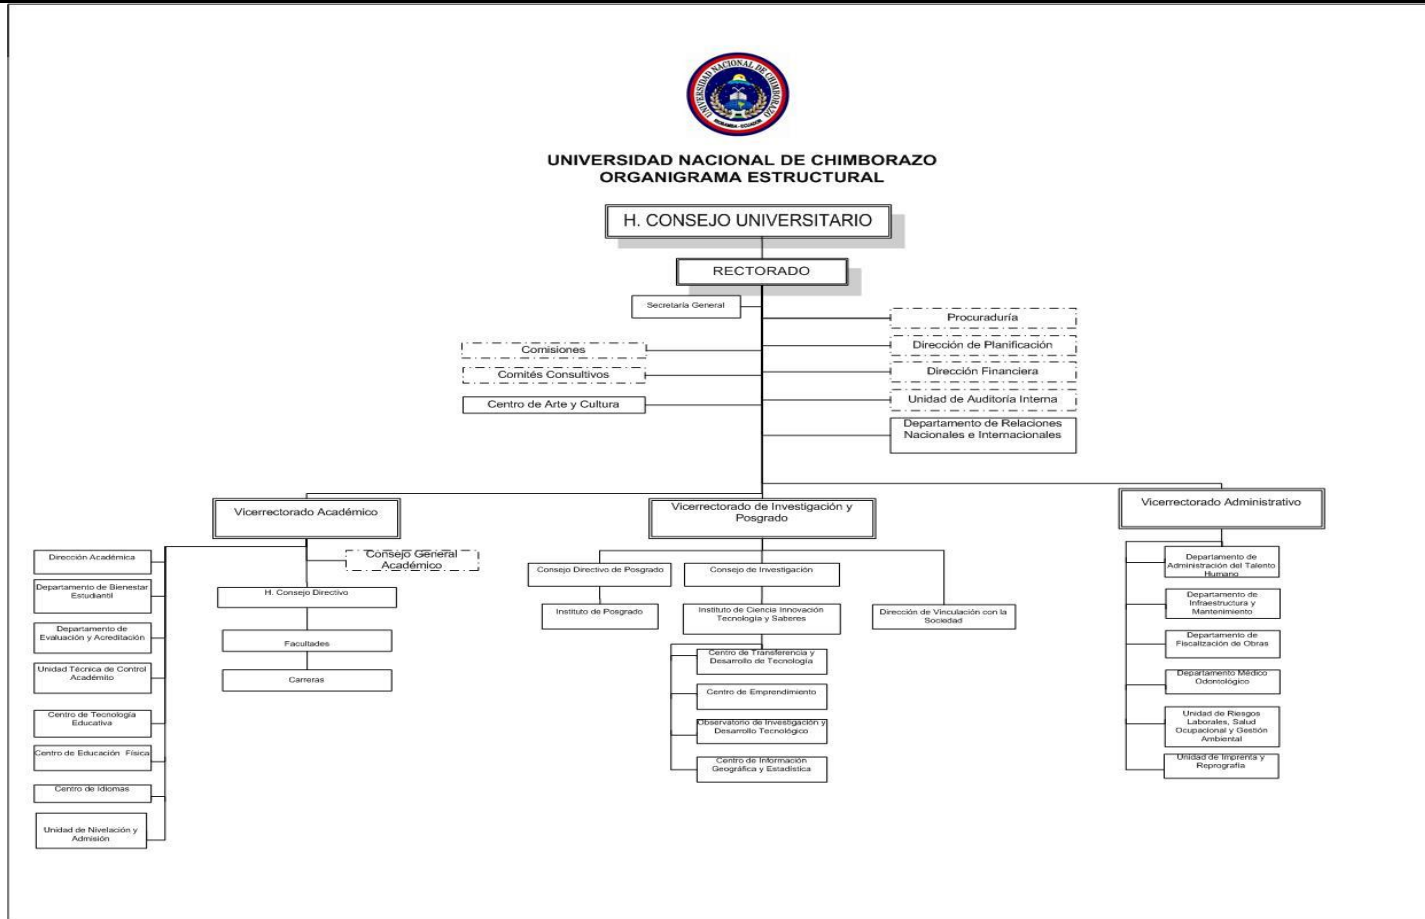 UNIVERSIDAD NACIONAL DE CHIMBORAZO
RIOBAMBA - ECUADOR
UNIVERSIDAD NACIONAL DE CHIMBORAZO
ORGANIGRAMA ESTRUCTURAL
H. CONSEJO UNIVERSITARIO
RECTORADO
Secretaría General
Procuraduría
Comisiones
Dirección de Planificación
Comités Consultivos
Dirección Financiera
Centro de Arte y Cultura
Unidad de Auditoría Interna
Departamento de Relaciones
Nacionales e Internacionales
Vicerrectorado Académico
Vicerrectorado de Investigación y
Posgrado
Vicerrectorado Administrativo
Dirección Académica
Departamento de Bienestar
Estudiantil
Departamento de
Evaluación y Acreditación
Unidad Técnica de Control
Académito
Centro de Tecnología
Educativa
Centro de Educación Física
Centro de Idiomas
Unidad de Nivelación y
Admisión
Consejo General
Académico
H. Consejo Directivo
Facultades
Carreras
Consejo Directivo de Posgrado
Instituto de Posgrado
Consejo de Investigación
Instituto de Ciencia Innovación
Tecnología y Saberes
Centro de Transferencia y
Desarrollo de Tecnología
Centro de Emprendimiento
Observatorio de Investigación y
Desarrollo Tecnológico
Centro de Información
Geográfica y Estadística
Dirección de Vinculación con la
Sociedad
Departamento de
Administración del Talento
Humano
Departamento de
Infraestructura y
Mantenimiento
Departamento de
Fiscalización de Obras
Departamento Médico
Odontológico
Unidad de Riesgos
Laborales, Salud
Ocupacional y Gestión
Ambiental
Unidad de Imprenta y
Reprografía